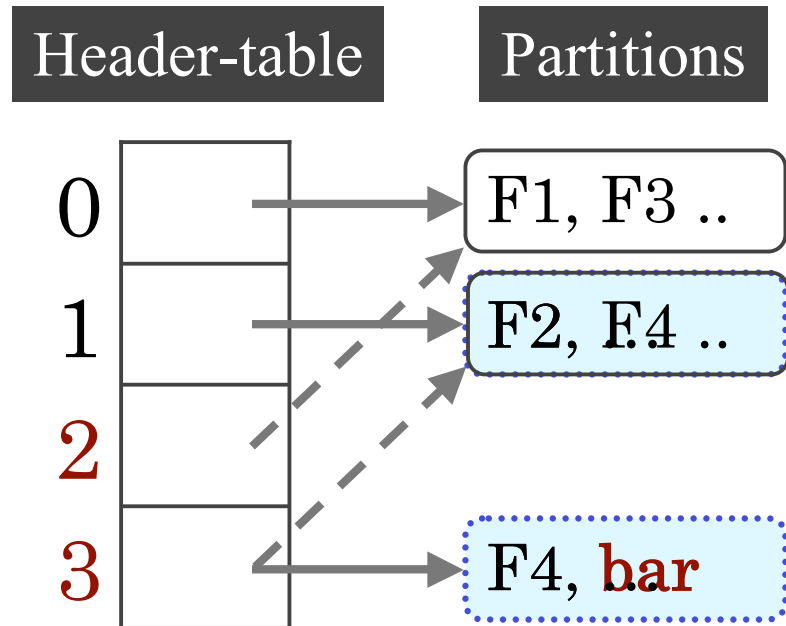 Header-table
Partitions
0
F1, F3 ..
1
F2, F4 ..
2
3
F4, bar